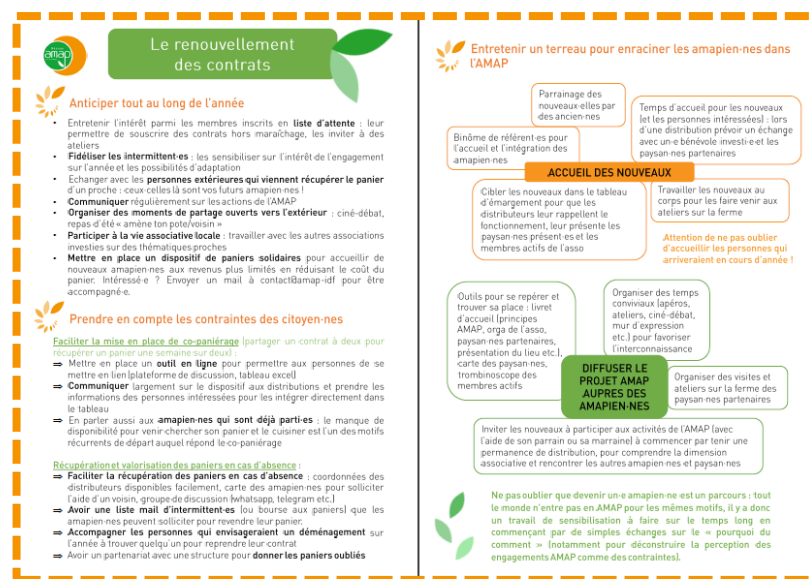 amap
Le renouvellement
des contrats
Anticiper tout au long de l'année
• Entretenir l'intérêt parmi les membres inscrits en liste d'attente : leur
permettre de souscrire des contrats hors maraîchage, les inviter à des
ateliers
• Fidéliser les intermittent·es : les sensibiliser sur l'intérêt de l'engagement
sur l'année et les possibilités d'adaptation
• Echanger avec les personnes extérieures qui viennent récupérer le panier
d'un proche : ceux·celles là sont vos futurs amapien·nes !
• Communiquer régulièrement sur les actions de l'AMAP
• Organiser des moments de partage ouverts vers l'extérieur : ciné-débat,
repas d'été « amène ton pote/voisin »
• Participer à la vie associative locale : travailler avec les autres associations
investies sur des thématiques proches
• Mettre en place un dispositif de paniers solidaires pour accueillir de
nouveaux amapien·nes aux revenus plus limités en réduisant le coût du
panier. Intéressé·e ? Envoyer un mail à contact@amap-idf pour être
accompagné·e.
Prendre en compte les contraintes des citoyen·nes
Faciliter la mise en place de co-paniérage (partager un contrat à deux pour
récupérer un panier une semaine sur deux) :
⇒ Mettre en place un outil en ligne pour permettre aux personnes de se
mettre en lien (plateforme de discussion, tableau excel)
⇒ Communiquer largement sur le dispositif aux distributions et prendre les
informations des personnes intéressées pour les intégrer directement dans
le tableau
⇒ En parler aussi aux amapien·nes qui sont déjà parti·es : le manque de
disponibilité pour venir chercher son panier et le cuisiner est l'un des motifs
récurrents de départ auquel répond le co-paniérage
Récupération et valorisation des paniers en cas d'absence :
⇒ Faciliter la récupération des paniers en cas d'absence : coordonnées des
distributeurs disponibles facilement, carte des amapien·nes pour solliciter
l'aide d'un voisin, groupe de discussion (whatsapp, telegram etc.)
⇒ Avoir une liste mail d'intermittent·es (ou bourse aux paniers) que les
amapien·nes peuvent solliciter pour revendre leur panier.
⇒ Accompagner les personnes qui envisageraient un déménagement sur
l'année à trouver quelqu'un pour reprendre leur contrat
⇒ Avoir un partenariat avec une structure pour donner les paniers oubliés
Entretenir un terreau pour enraciner les amapien·nes dans
l'AMAP
Parrainage des
nouveaux·elles par
des ancien·nes
Temps d'accueil pour les nouveaux
(et les personnes intéressées) : lors
d'une distribution prévoir un échange
avec un·e bénévole investi·e et les
paysan·nes partenaires
Binôme de référent·es pour
l'accueil et l'intégration des
amapien·nes
ACCUEIL DES NOUVEAUX
Cibler les nouveaux dans le tableau
d'émargement pour que les
distributeurs leur rappellent le
fonctionnement, leur présente les
paysan·nes présent·es et les
membres actifs de l'asso
Travailler les nouveaux au
corps pour les faire venir aux
ateliers sur la ferme
Attention de ne pas oublier
d'accueillir les personnes qui
arriveraient en cours d'année !
Outils pour se repérer et
trouver sa place : livret
d'accueil (principes
AMAP, orga de l'asso,
paysan·nes partenaires,
présentation du lieu etc.),
carte des paysan·nes,
trombinoscope des
membres actifs
Organiser des temps
conviviaux (apéros,
ateliers, ciné-débat,
mur d'expression
etc.) pour favoriser
l'interconnaissance
DIFFUSER LE
PROJET AMAP
AUPRES DES
AMAPIEN·NES
Organiser des visites et
ateliers sur la ferme des
paysan·nes partenaires
Inviter les nouveaux à participer aux activités de l'AMAP (avec
l'aide de son parrain ou sa marraine) à commencer par tenir une
permanence de distribution, pour comprendre la dimension
associative et rencontrer les autres amapien·nes et paysan·nes
Ne pas oublier que devenir un·e amapien·ne est un parcours : tout
le monde n'entre pas en AMAP pour les mêmes motifs, il y a donc
un travail de sensibilisation à faire sur le temps long en
commençant par de simples échanges sur le « pourquoi du
comment » (notamment pour déconstruire la perception des
engagements AMAP comme des contraintes).